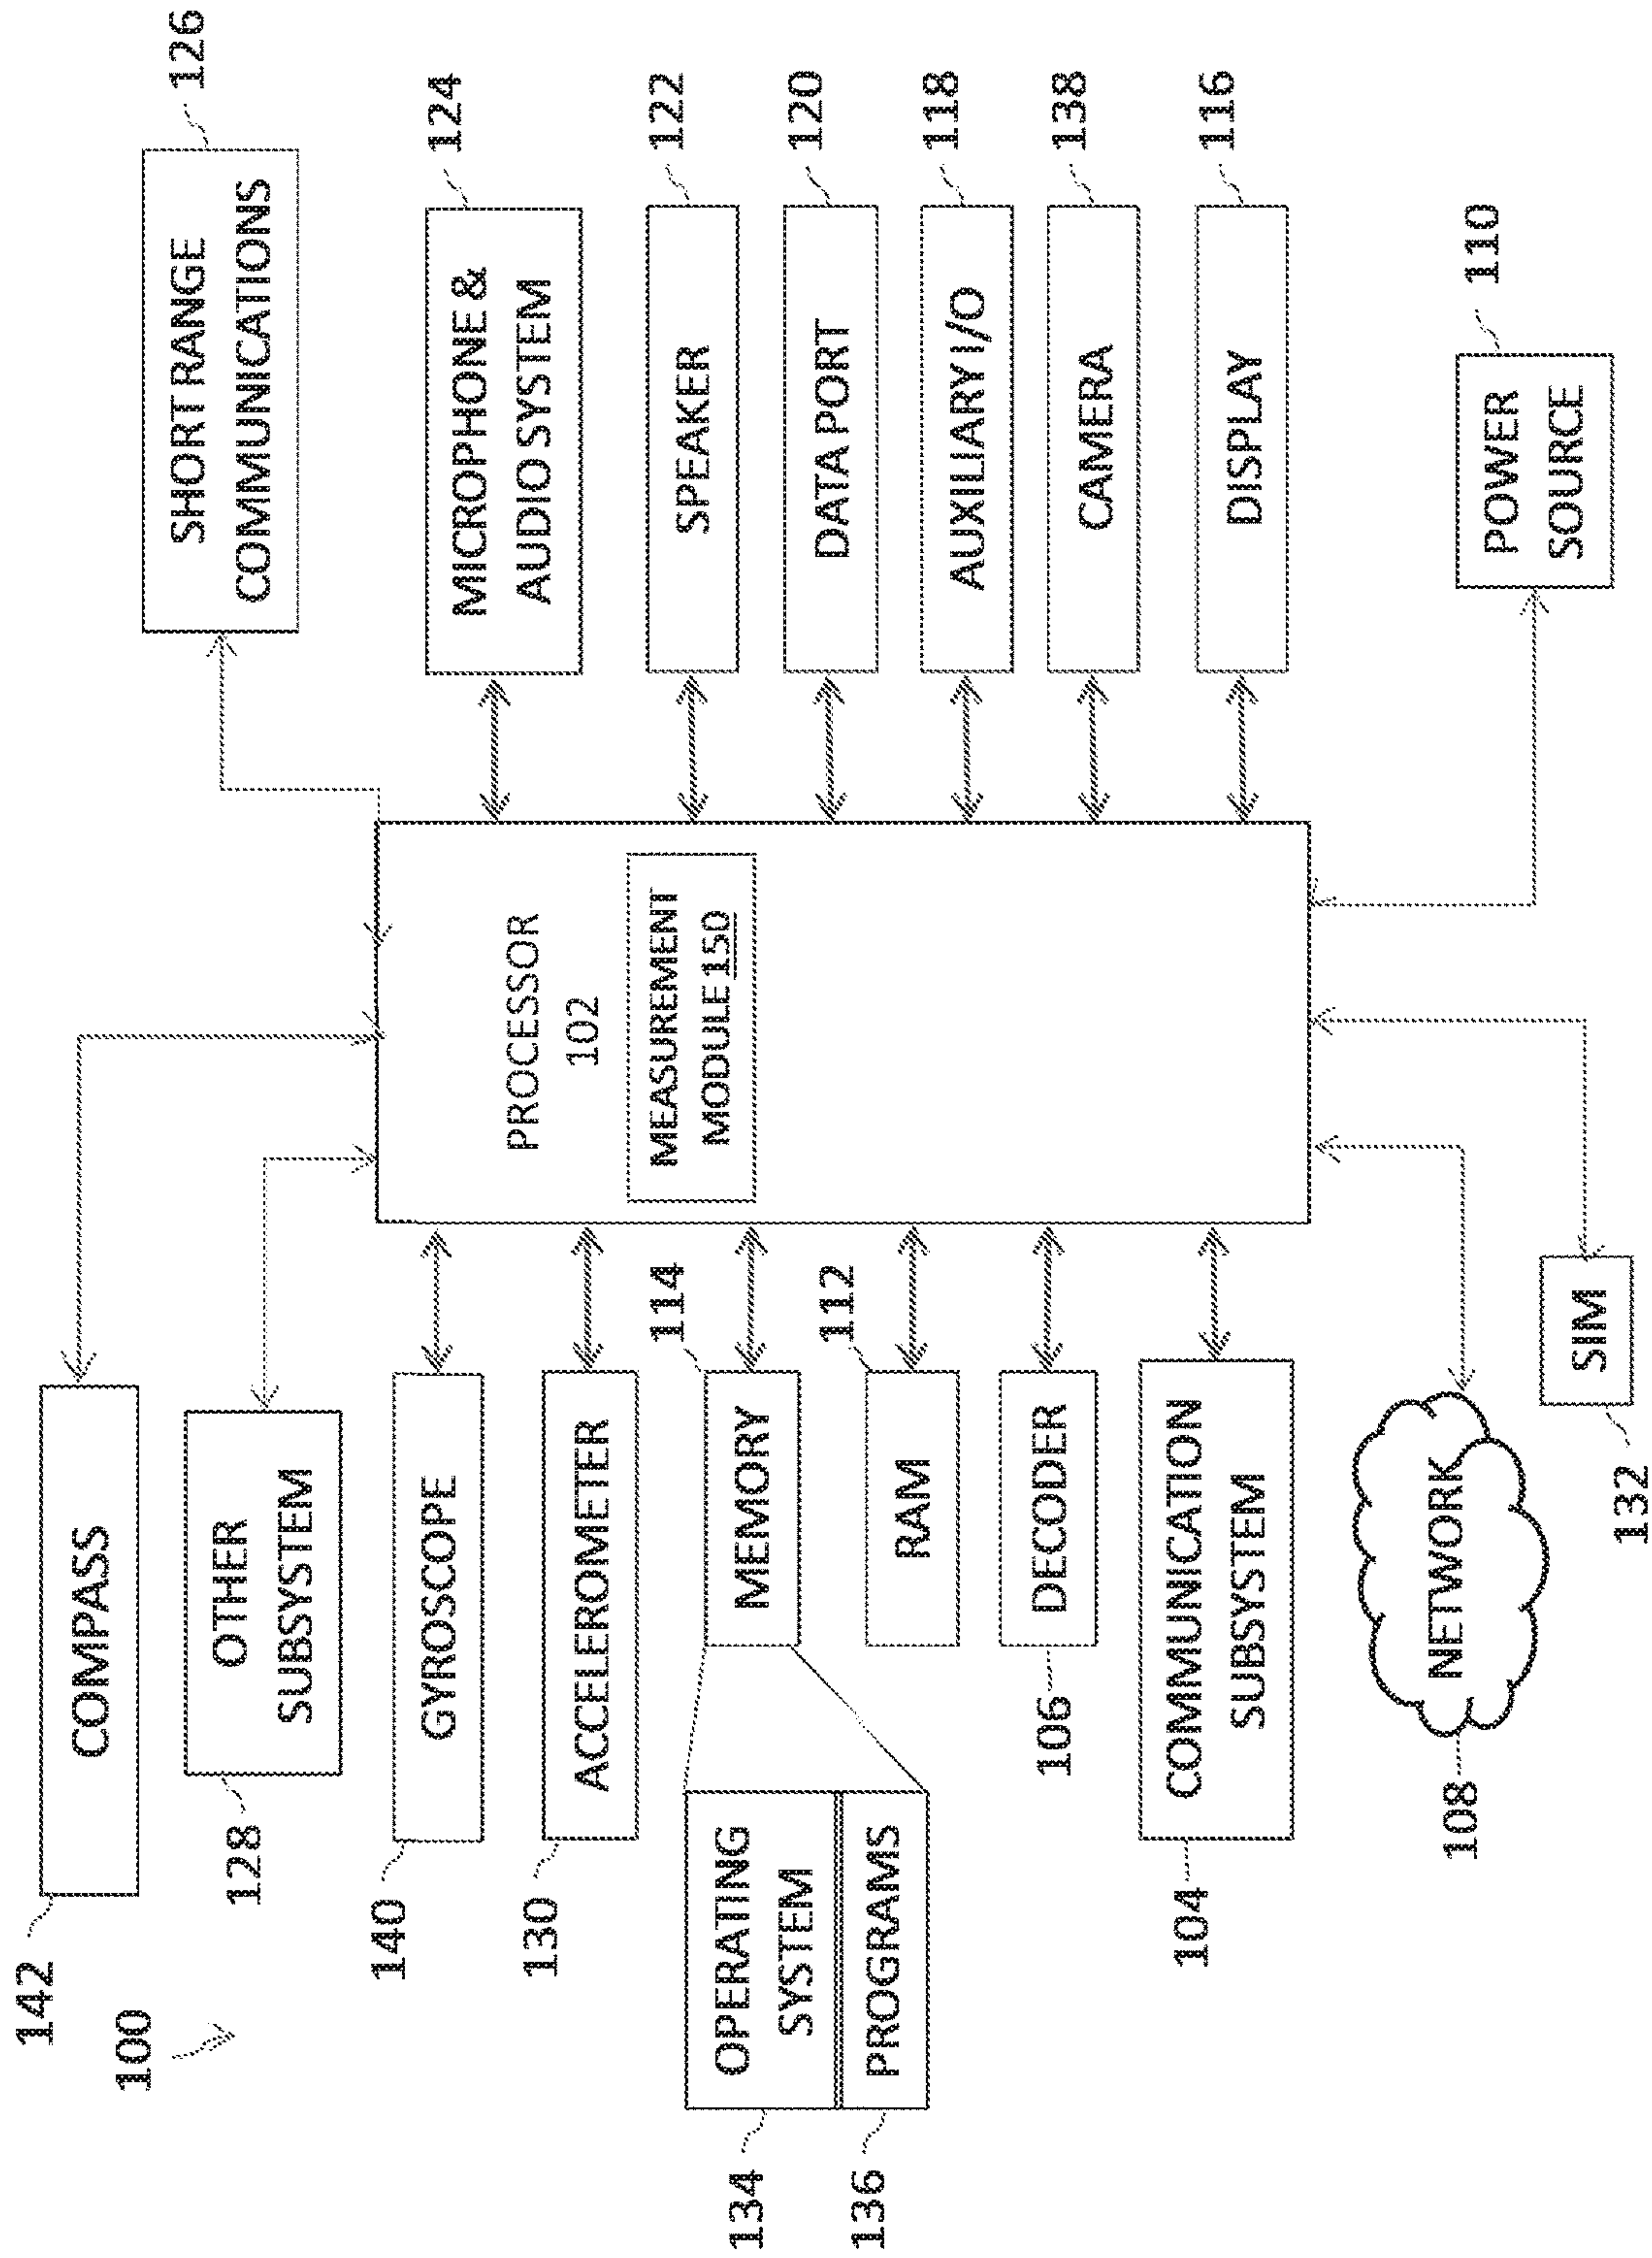 142
COMPASS
100
128
OTHER
SUBSYSTEM
140
GYROSCOPE
130
ACCELEROMETER
114
MEMORY
134
OPERATING
SYSTEM
136
PROGRAMS
112
RAM
106
DECODER
104
COMMUNICATION
SUBSYSTEM
108
NETWORK
132
SIM
PROCESSOR
102
MEASUREMENT
MODULE 150
SHORT RANGE
COMMUNICATIONS
126
MICROPHONE &
AUDIO SYSTEM
124
SPEAKER
122
DATA PORT
120
AUXILIARY I/O
118
CAMERA
138
DISPLAY
116
POWER
SOURCE
110